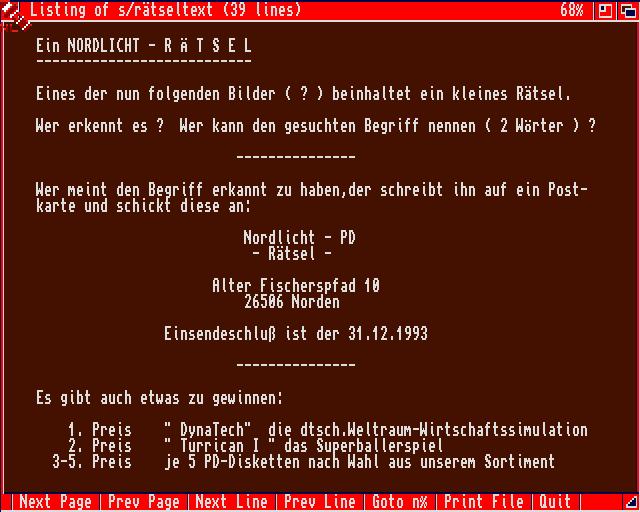 Listing of s/rätseltext (39 lines) 68%
Ein NORDLICHT - R Ä T S E L
---------------------------
Eines der nun folgenden Bilder ( ? ) beinhaltet ein kleines Rätsel.
Wer erkennt es ?  Wer kann den gesuchten Begriff nennen ( 2 Wörter ) ?
---------------
Wer meint den Begriff erkannt zu haben,der schreibt ihn auf ein Post-
karte und schickt diese an:
Nordlicht - PD
- Rätsel -
Alter Fischerspfad 10
26506 Norden
Einsendeschluß ist der 31.12.1993
---------------
Es gibt auch etwas zu gewinnen:
1. Preis    " DynaTech"  die dtsch.Weltraum-Wirtschaftssimulation
2. Preis    " Turrican I " das Superballerspiel
3-5. Preis    je 5 PD-Disketten nach Wahl aus unserem Sortiment
Next Page | Prev Page | Next Line | Prev Line | Goto n% | Print File | Quit